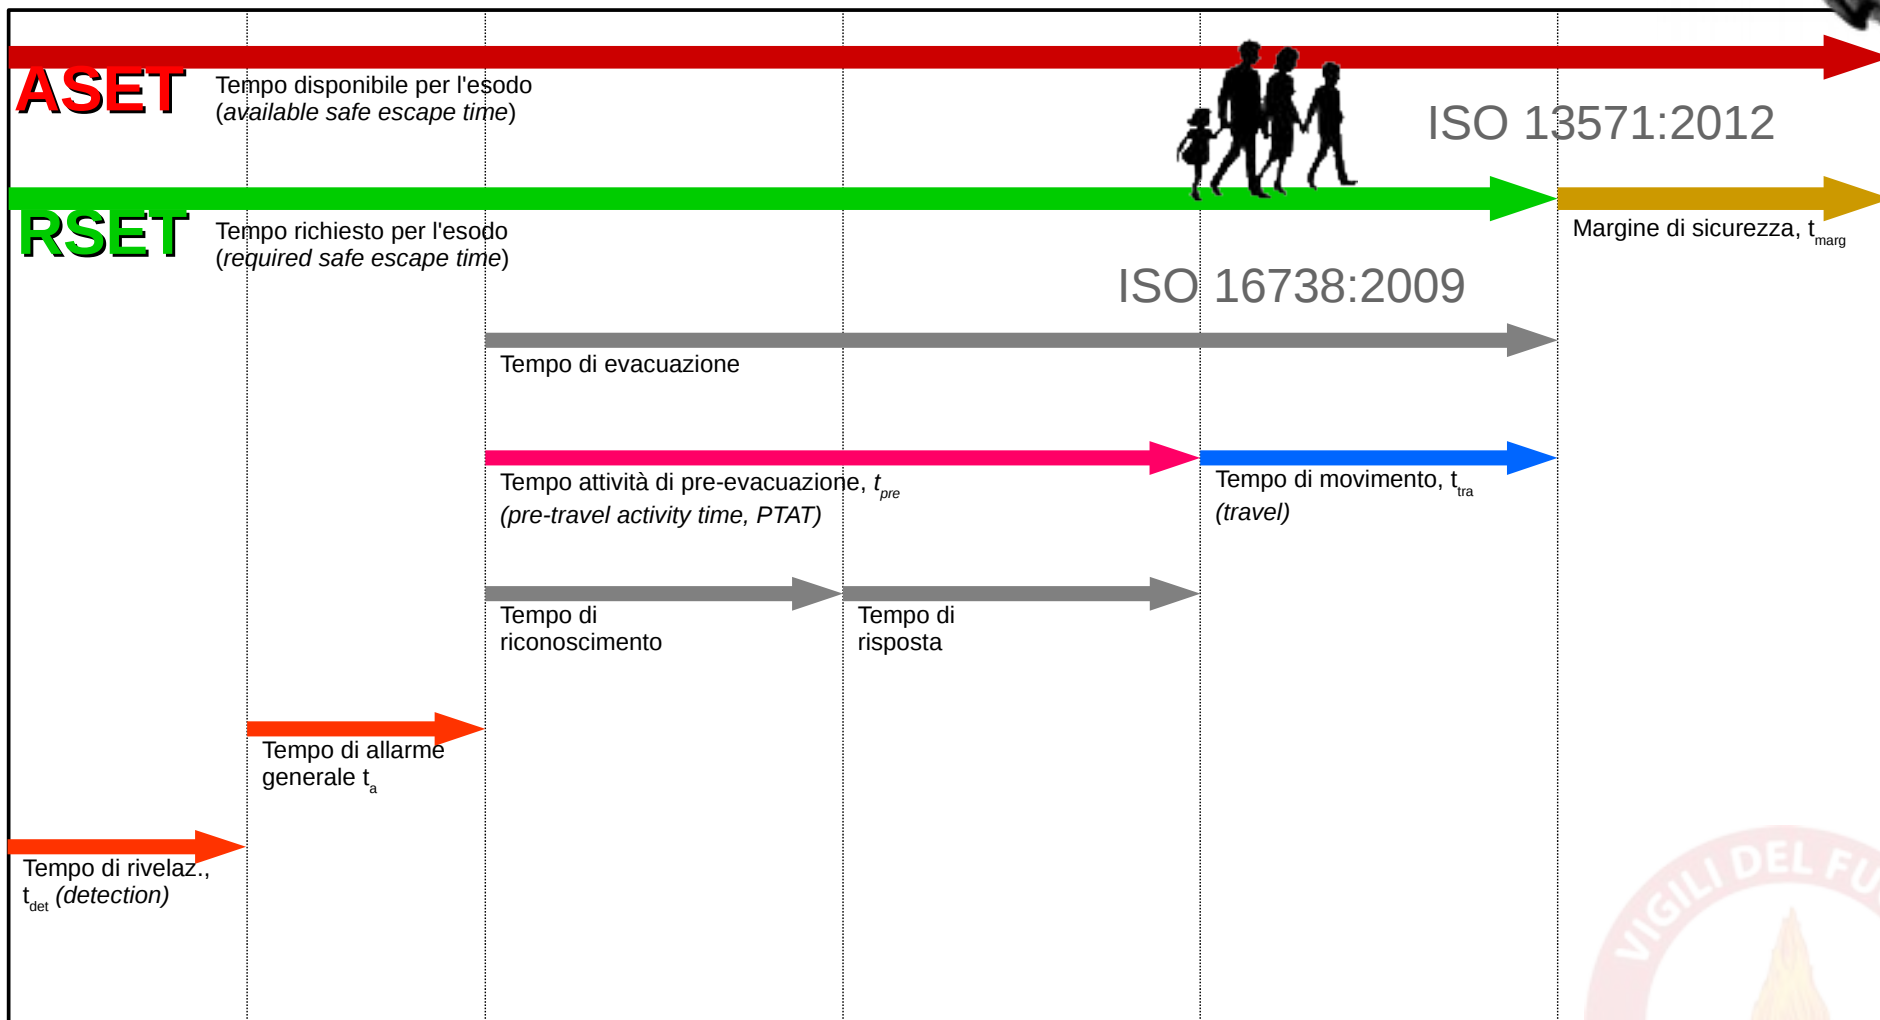 ASET
Tempo disponibile per l'esodo
(available safe escape time)
ISO 13571:2012
RSET
Tempo richiesto per l'esodo
(required safe escape time)
Margine di sicurezza, tmarg
ISO 16738:2009
Tempo di evacuazione
Tempo attività di pre-evacuazione, tpre
(pre-travel activity time, PTAT)
Tempo di movimento, ttra
(travel)
Tempo di
riconoscimento
Tempo di
risposta
Tempo di allarme
generale ta
Tempo di rivelaz.,
tdet (detection)
VIGILI DEL FU